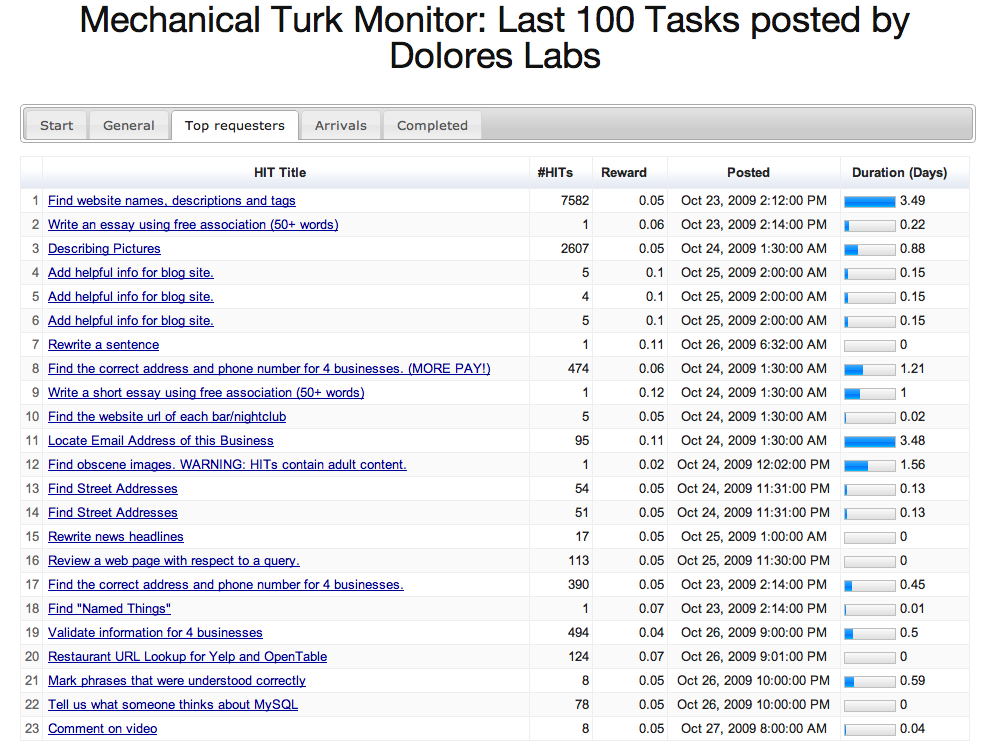 Mechanical Turk Monitor: Last 100 Tasks posted by
Dolores Labs
Start General Top requesters Arrivals Completed
HIT Title #HITs Reward Posted Duration (Days)
1 Find website names, descriptions and tags 7582 0.05 Oct 23, 2009 2:12:00 PM 3.49
2 Write an essay using free association (50+ words) 1 0.06 Oct 23, 2009 2:14:00 PM 0.22
3 Describing Pictures 2607 0.05 Oct 24, 2009 1:30:00 AM 0.88
4 Add helpful info for blog site. 5 0.1 Oct 25, 2009 2:00:00 AM 0.15
5 Add helpful info for blog site. 4 0.1 Oct 25, 2009 2:00:00 AM 0.15
6 Add helpful info for blog site. 5 0.1 Oct 25, 2009 2:00:00 AM 0.15
7 Rewrite a sentence 1 0.11 Oct 26, 2009 6:32:00 AM 0
8 Find the correct address and phone number for 4 businesses. (MORE PAY!) 474 0.06 Oct 24, 2009 1:30:00 AM 1.21
9 Write a short essay using free association (50+ words) 1 0.12 Oct 24, 2009 1:30:00 AM 1
10 Find the website url of each bar/nightclub 5 0.05 Oct 24, 2009 1:30:00 AM 0.02
11 Locate Email Address of this Business 95 0.11 Oct 24, 2009 1:30:00 AM 3.48
12 Find obscene images. WARNING: HITs contain adult content. 1 0.02 Oct 24, 2009 12:02:00 PM 1.56
13 Find Street Addresses 54 0.05 Oct 24, 2009 11:31:00 PM 0.13
14 Find Street Addresses 51 0.05 Oct 24, 2009 11:31:00 PM 0.13
15 Rewrite news headlines 17 0.05 Oct 25, 2009 1:00:00 AM 0
16 Review a web page with respect to a query. 113 0.05 Oct 25, 2009 11:30:00 PM 0
17 Find the correct address and phone number for 4 businesses. 390 0.05 Oct 23, 2009 2:14:00 PM 0.45
18 Find "Named Things" 1 0.07 Oct 23, 2009 2:14:00 PM 0.01
19 Validate information for 4 businesses 494 0.04 Oct 26, 2009 9:00:00 PM 0.5
20 Restaurant URL Lookup for Yelp and OpenTable 124 0.07 Oct 26, 2009 9:01:00 PM 0
21 Mark phrases that were understood correctly 8 0.05 Oct 26, 2009 10:00:00 PM 0.59
22 Tell us what someone thinks about MySQL 78 0.05 Oct 26, 2009 10:00:00 PM 0
23 Comment on video 8 0.05 Oct 27, 2009 8:00:00 AM 0.04